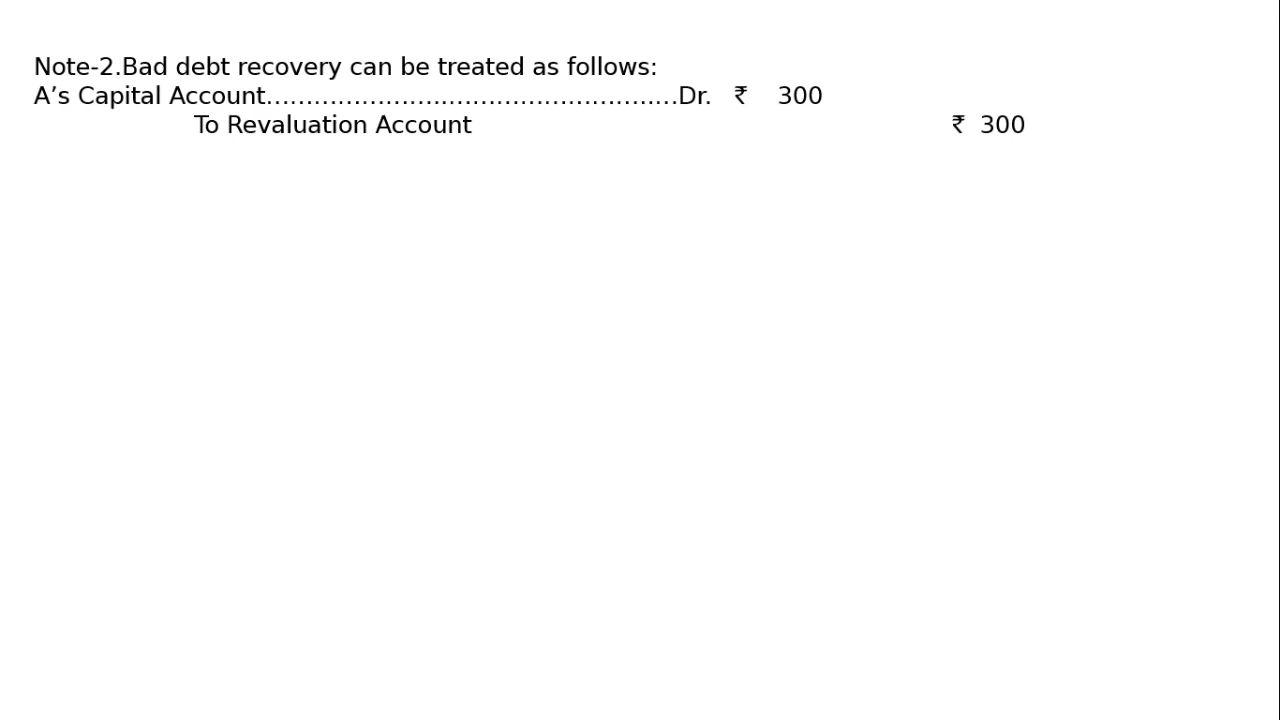 Note-2.Bad debt recovery can be treated as follows:
A’s Capital Account……………………………………………..Dr. ₹ 300
To Revaluation Account ₹ 300